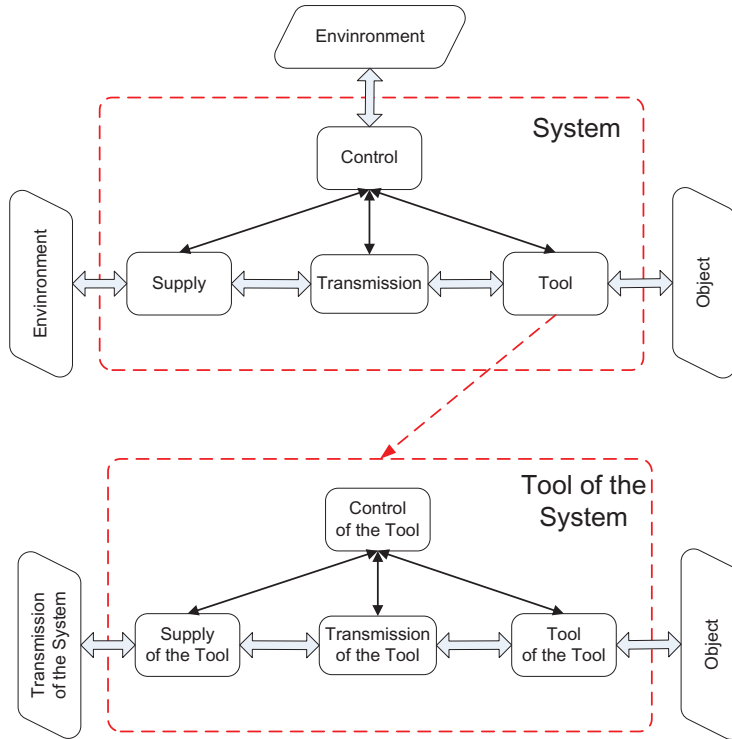 Envinronment
System
Control
Envinronment
Supply
Transmission
Tool
Object
Tool of the
System
Control
of the Tool
Transmission
of the System
Supply
of the Tool
Transmission
of the Tool
Tool
of the Tool
Object